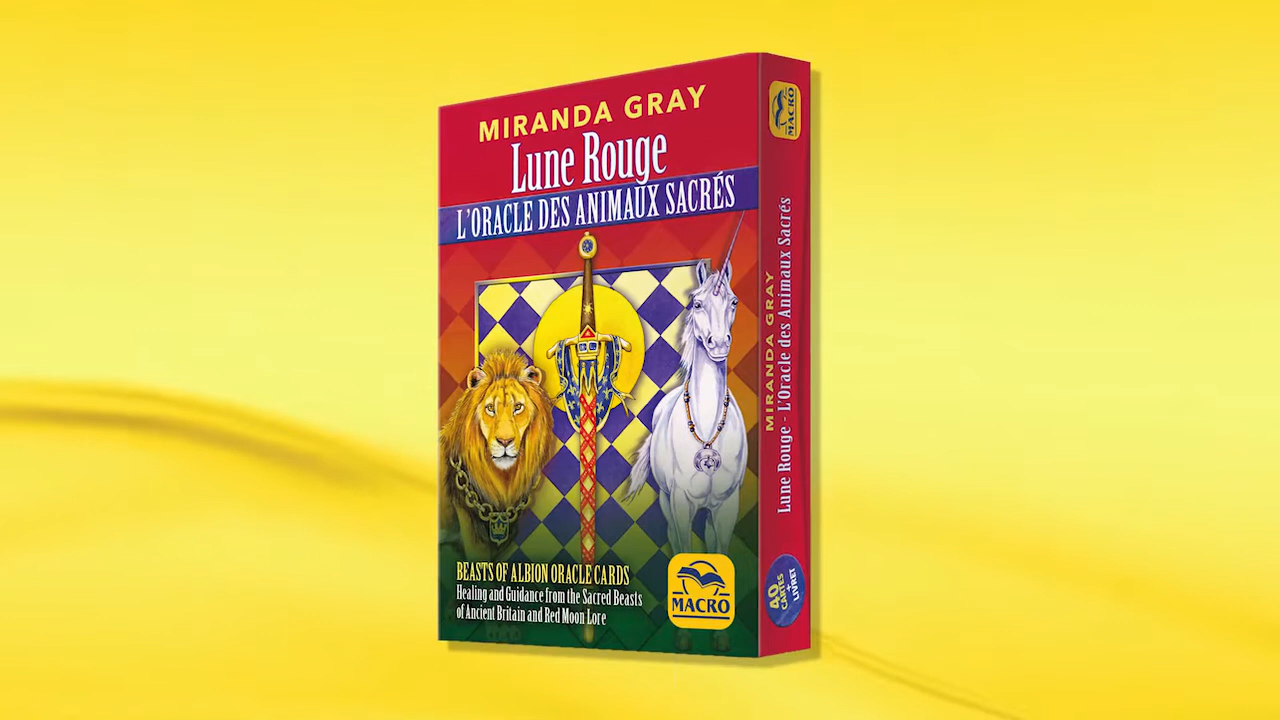 MIRANDA GRAY
Lune Rouge
L'ORACLE DES ANIMAUX SACRÉS
BEASTS OF ALBION ORACLE CARDS
Healing and Guidance from the Sacred Beasts
of Ancient Britain and Red Moon Lore
MACRO
MACRO
MIRANDA GRAY
Lune Rouge - L'Oracle des Animaux Sacrés
40
CARTES
+
LIVRET